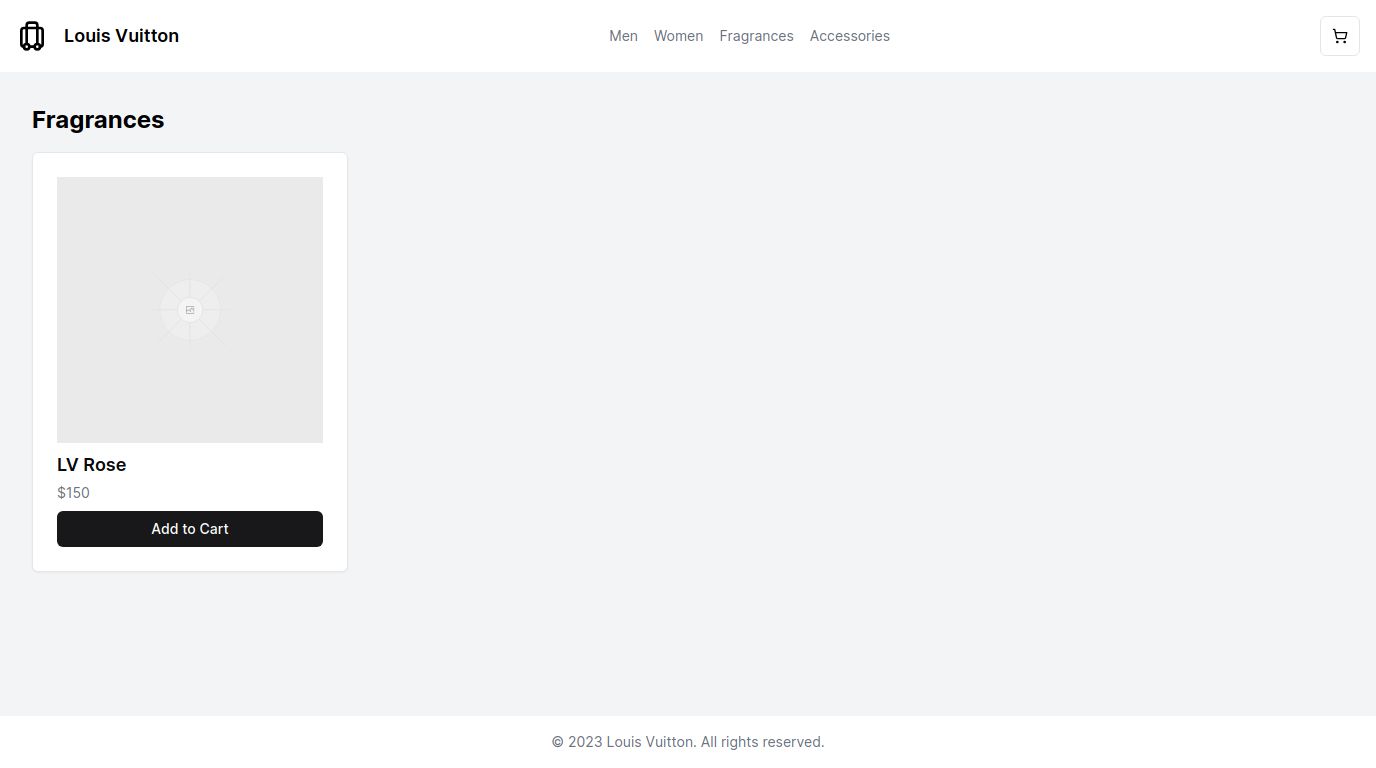 Louis Vuitton
Men Women Fragrances Accessories
Fragrances
LV Rose
$150
Add to Cart
© 2023 Louis Vuitton. All rights reserved.